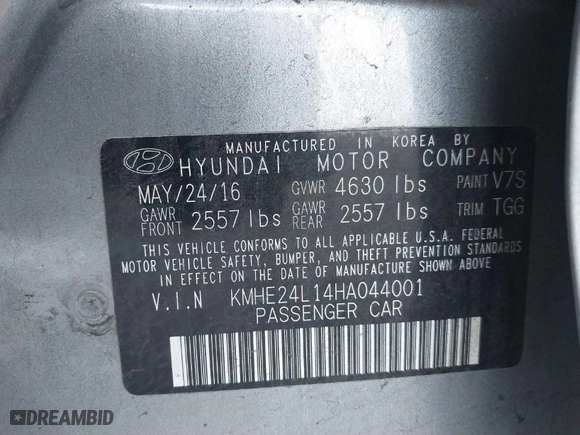 MANUFACTURED IN KOREA BY
HYUNDAI MOTOR COMPANY
MAY/24/16 GVWR 4630 lbs PAINT V7S
GAWR FRONT 2557 lbs GAWR REAR 2557 lbs TRIM TGG
THIS VEHICLE CONFORMS TO ALL APPLICABLE U.S.A. FEDERAL
MOTOR VEHICLE SAFETY, BUMPER, AND THEFT PREVENTION STANDARDS
IN EFFECT ON THE DATE OF MANUFACTURE SHOWN ABOVE.
V.I.N KMHE24L14HA044001
PASSENGER CAR
DREAMBID